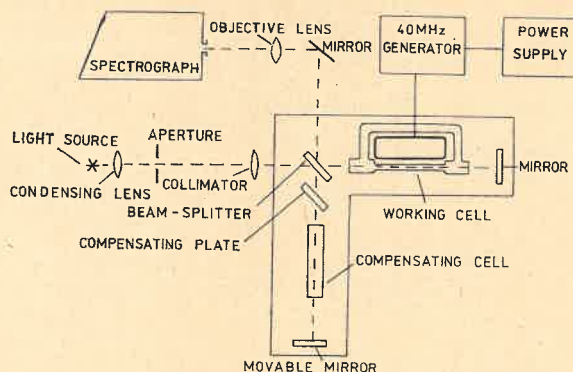 OBJECTIVE LENS
MIRROR
SPECTROGRAPH
40MHz
GENERATOR
POWER
SUPPLY
LIGHT SOURCE
APERTURE
CONDENSING LENS
COLLIMATOR
BEAM-SPLITTER
MIRROR
WORKING CELL
COMPENSATING PLATE
COMPENSATING CELL
MOVABLE MIRROR